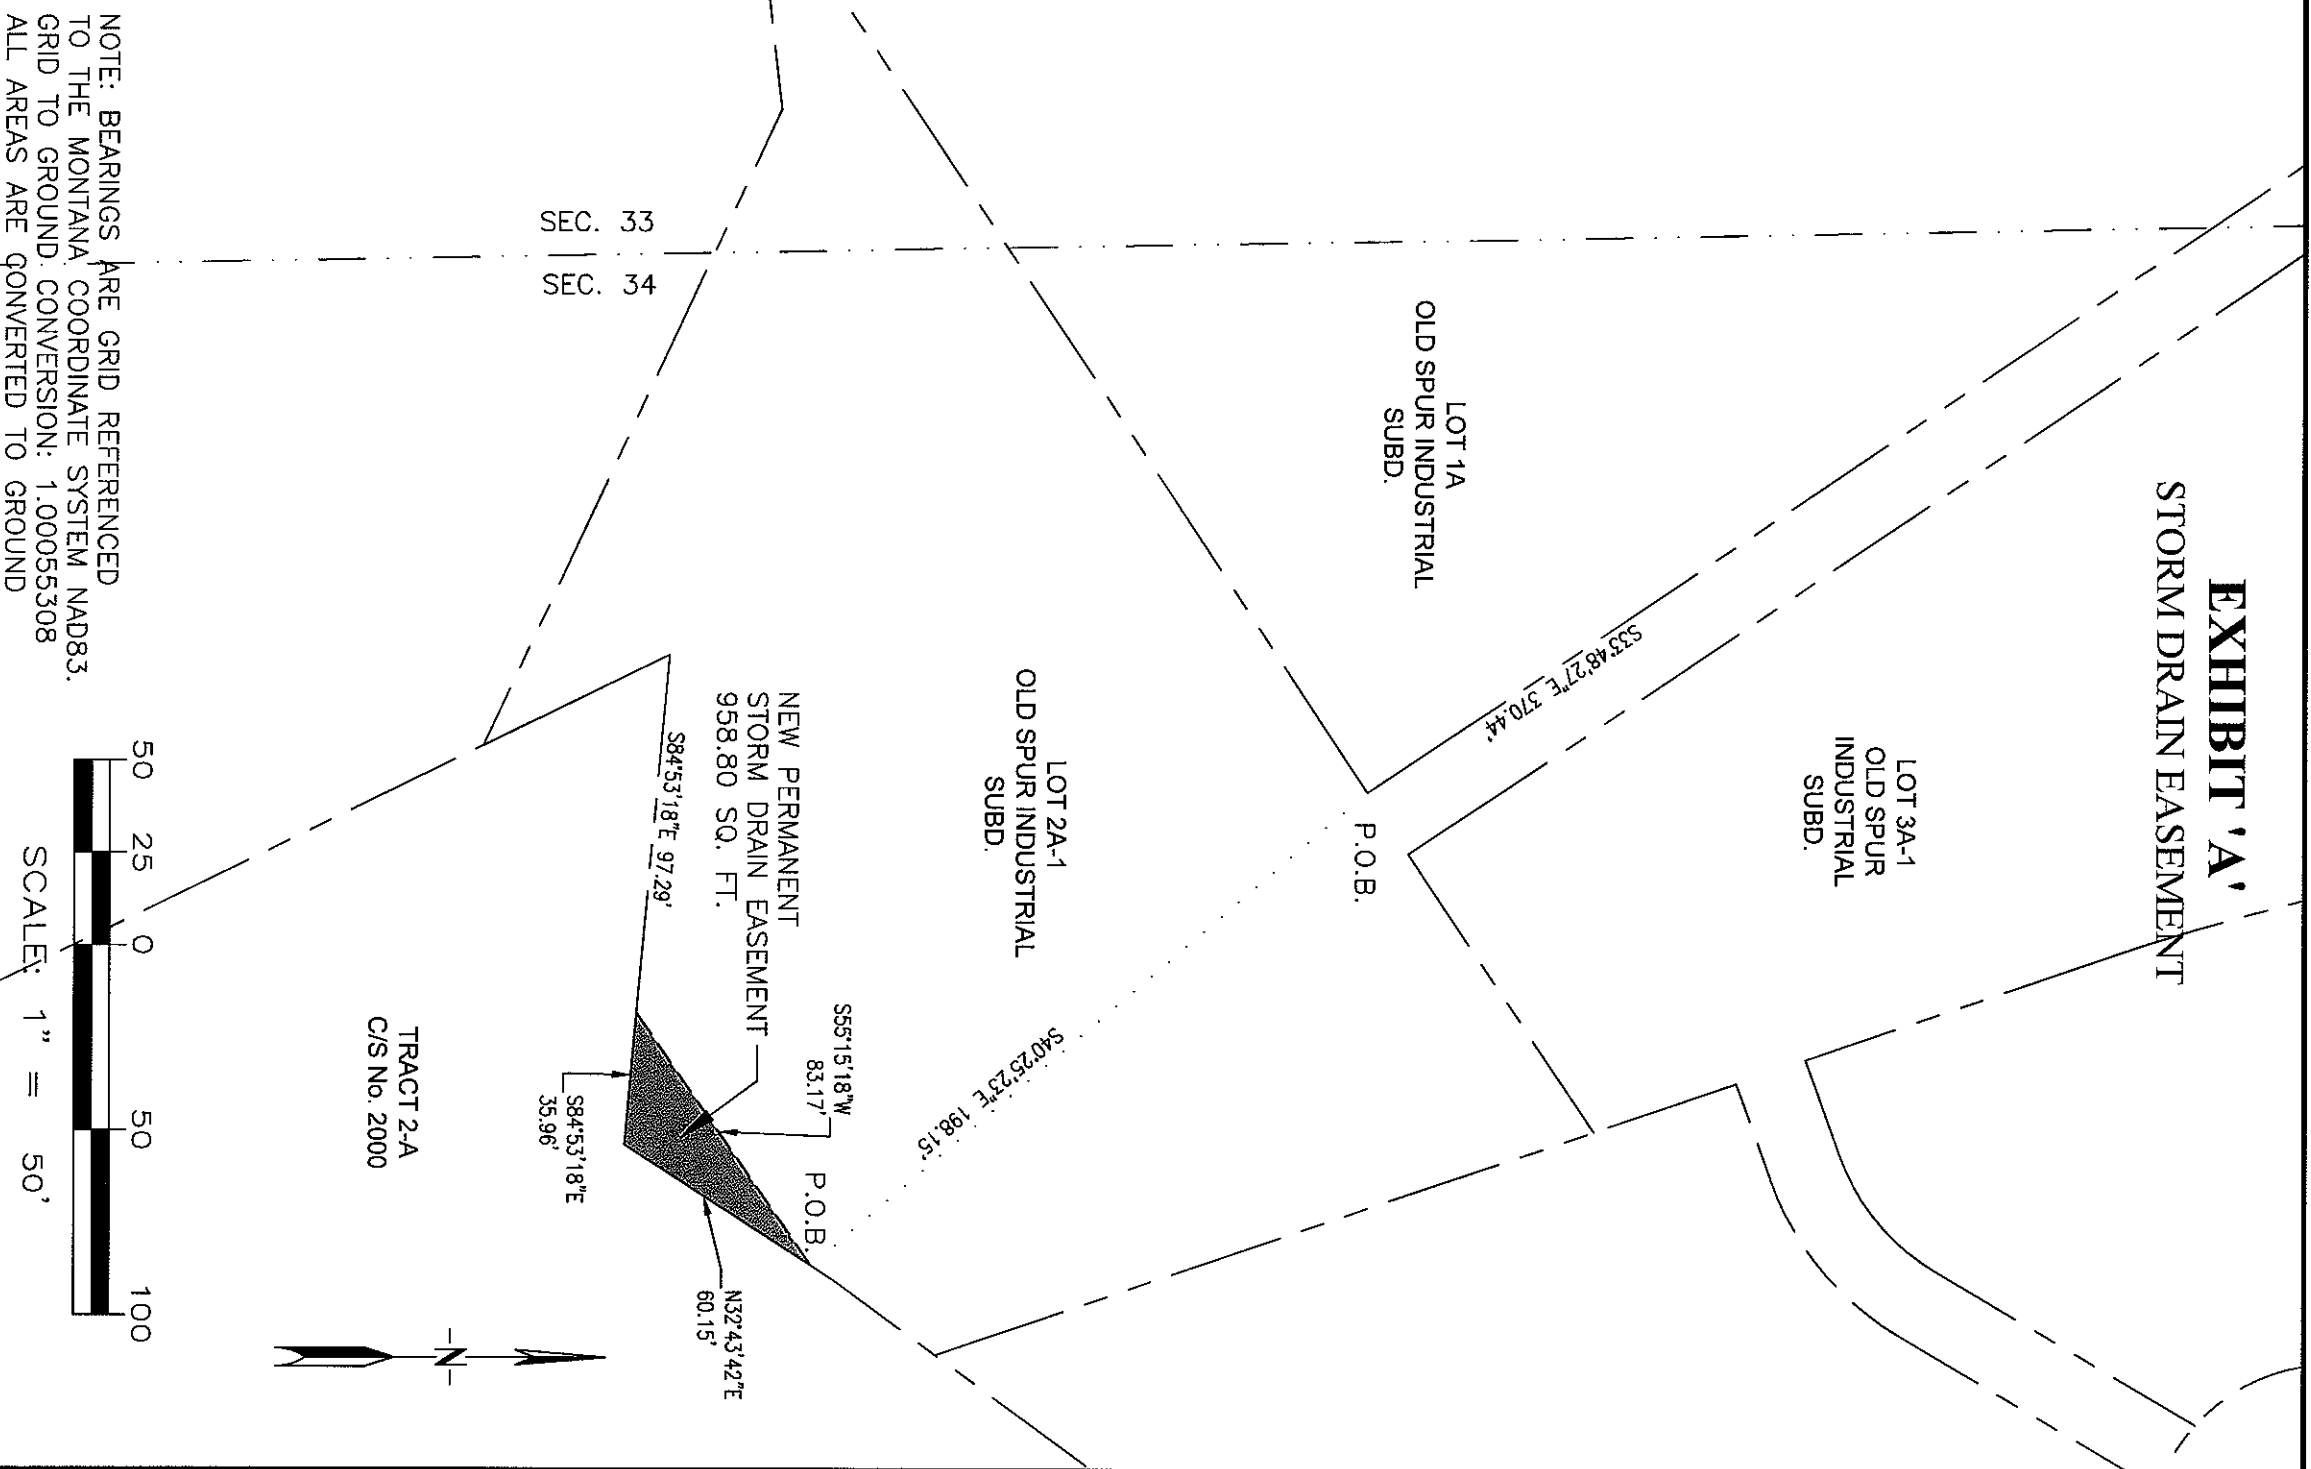 EXHIBIT 'A'
STORM DRAIN EASEMENT
LOT 3A-1
OLD SPUR
INDUSTRIAL
SUBD.
LOT 1A
OLD SPUR INDUSTRIAL
SUBD.
S33°48'27"E 370.44'
P.O.B.
LOT 2A-1
OLD SPUR INDUSTRIAL
SUBD.
S40°25'23"E 198.15'
SEC. 33
SEC. 34
NEW PERMANENT
STORM DRAIN EASEMENT
958.80 SQ. FT.
S55°15'18"W
83.17'
P.O.B.
S84°53'18"E 97.29'
S84°53'18"E
35.96'
N32°43'42"E
60.15'
TRACT 2-A
C/S No. 2000
N
50 25 0 50 100
SCALE: 1" = 50'
NOTE: BEARINGS ARE GRID REFERENCED
TO THE MONTANA COORDINATE SYSTEM NAD83.
GRID TO GROUND CONVERSION: 1.00055308
ALL AREAS ARE CONVERTED TO GROUND